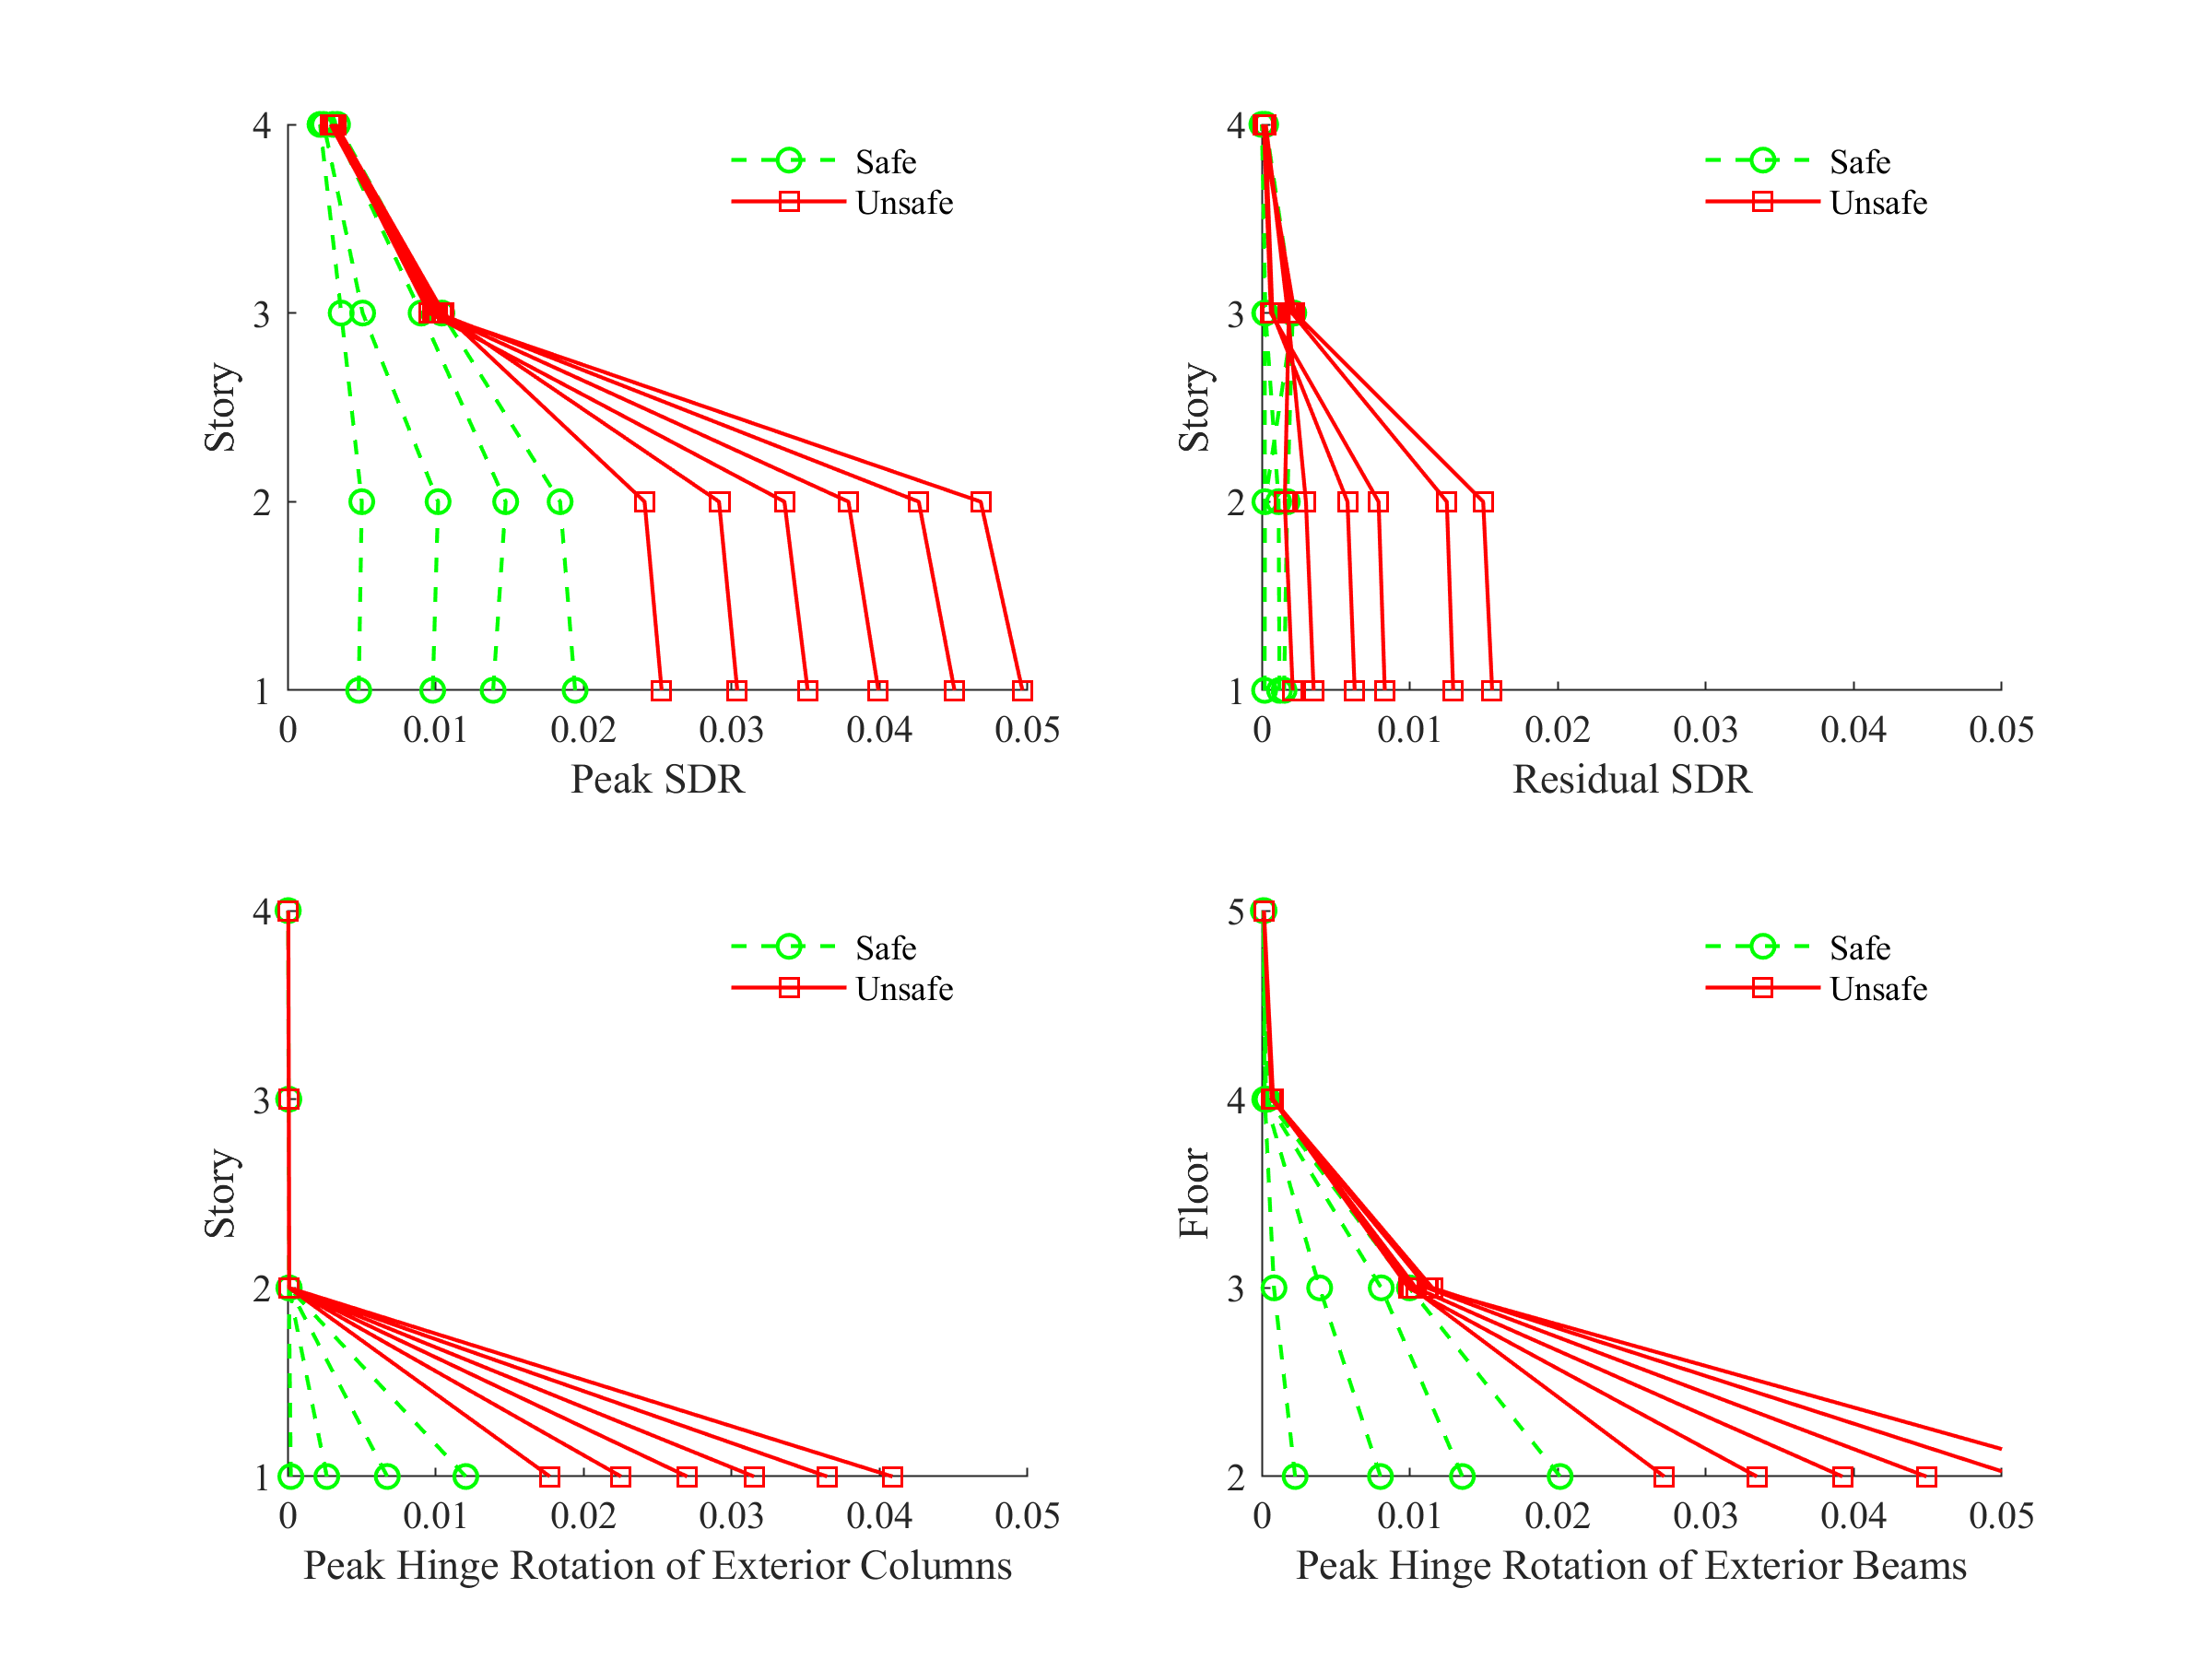 4
3
2
1
0 0.01 0.02 0.03 0.04 0.05
Story
Peak SDR
Safe
Unsafe
4
3
2
1
0 0.01 0.02 0.03 0.04 0.05
Story
Residual SDR
Safe
Unsafe
4
3
2
1
0 0.01 0.02 0.03 0.04 0.05
Story
Peak Hinge Rotation of Exterior Columns
Safe
Unsafe
5
4
3
2
0 0.01 0.02 0.03 0.04 0.05
Floor
Peak Hinge Rotation of Exterior Beams
Safe
Unsafe